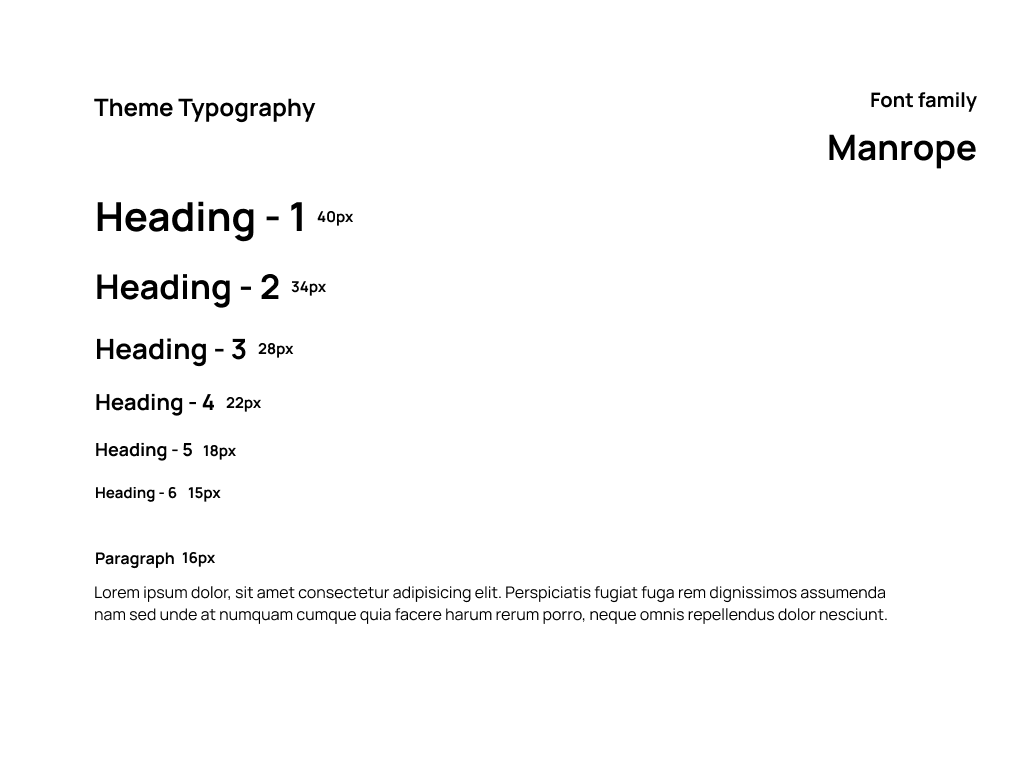 Theme Typography
Font family
Manrope
Heading - 1 40px
Heading - 2 34px
Heading - 3 28px
Heading - 4 22px
Heading - 5 18px
Heading - 6 15px
Paragraph 16px
Lorem ipsum dolor, sit amet consectetur adipisicing elit. Perspiciatis fugiat fuga rem dignissimos assumenda
nam sed unde at numquam cumque quia facere harum rerum porro, neque omnis repellendus dolor nesciunt.